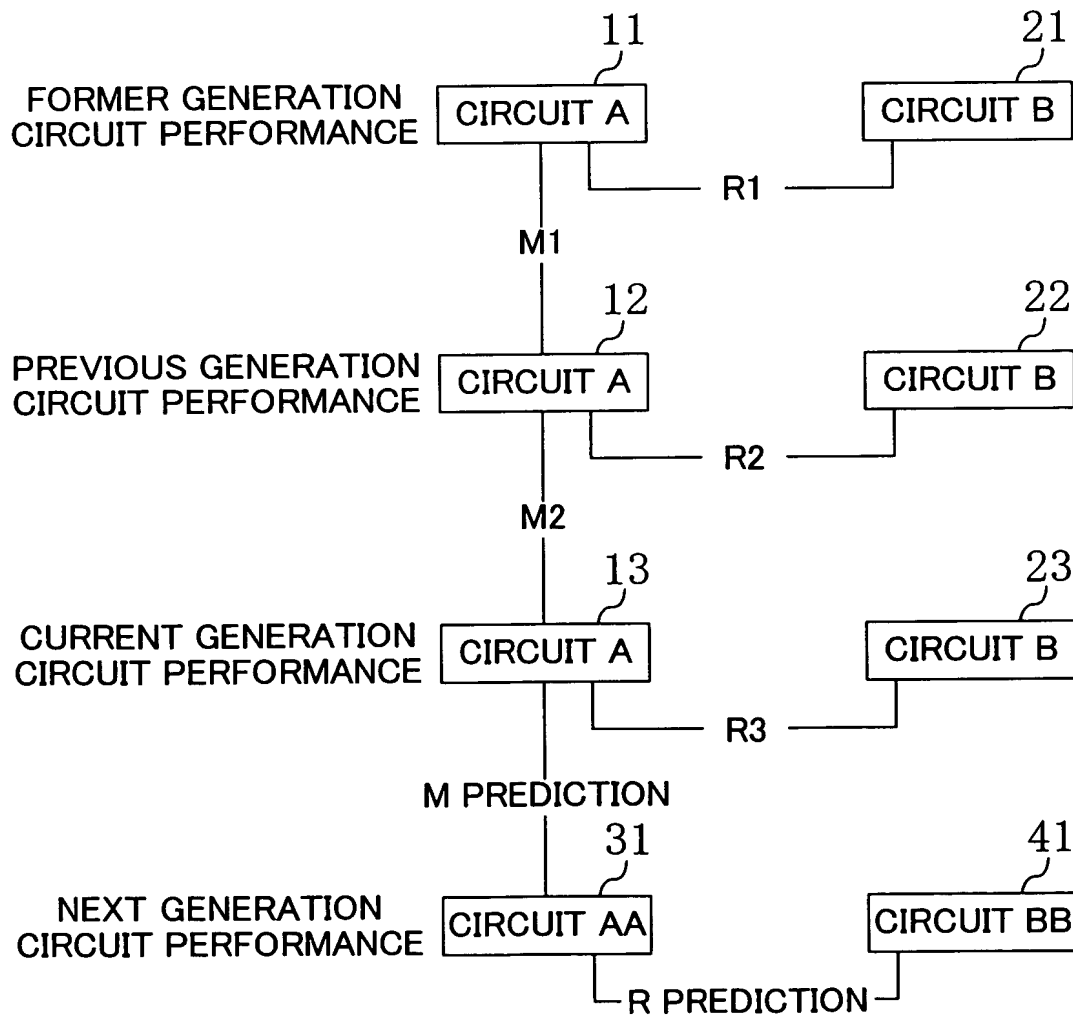 11
21
FORMER GENERATION
CIRCUIT PERFORMANCE
CIRCUIT A
CIRCUIT B
R1
M1
12
22
PREVIOUS GENERATION
CIRCUIT PERFORMANCE
CIRCUIT A
CIRCUIT B
R2
M2
13
23
CURRENT GENERATION
CIRCUIT PERFORMANCE
CIRCUIT A
CIRCUIT B
R3
M PREDICTION
31
41
NEXT GENERATION
CIRCUIT PERFORMANCE
CIRCUIT AA
CIRCUIT BB
R PREDICTION